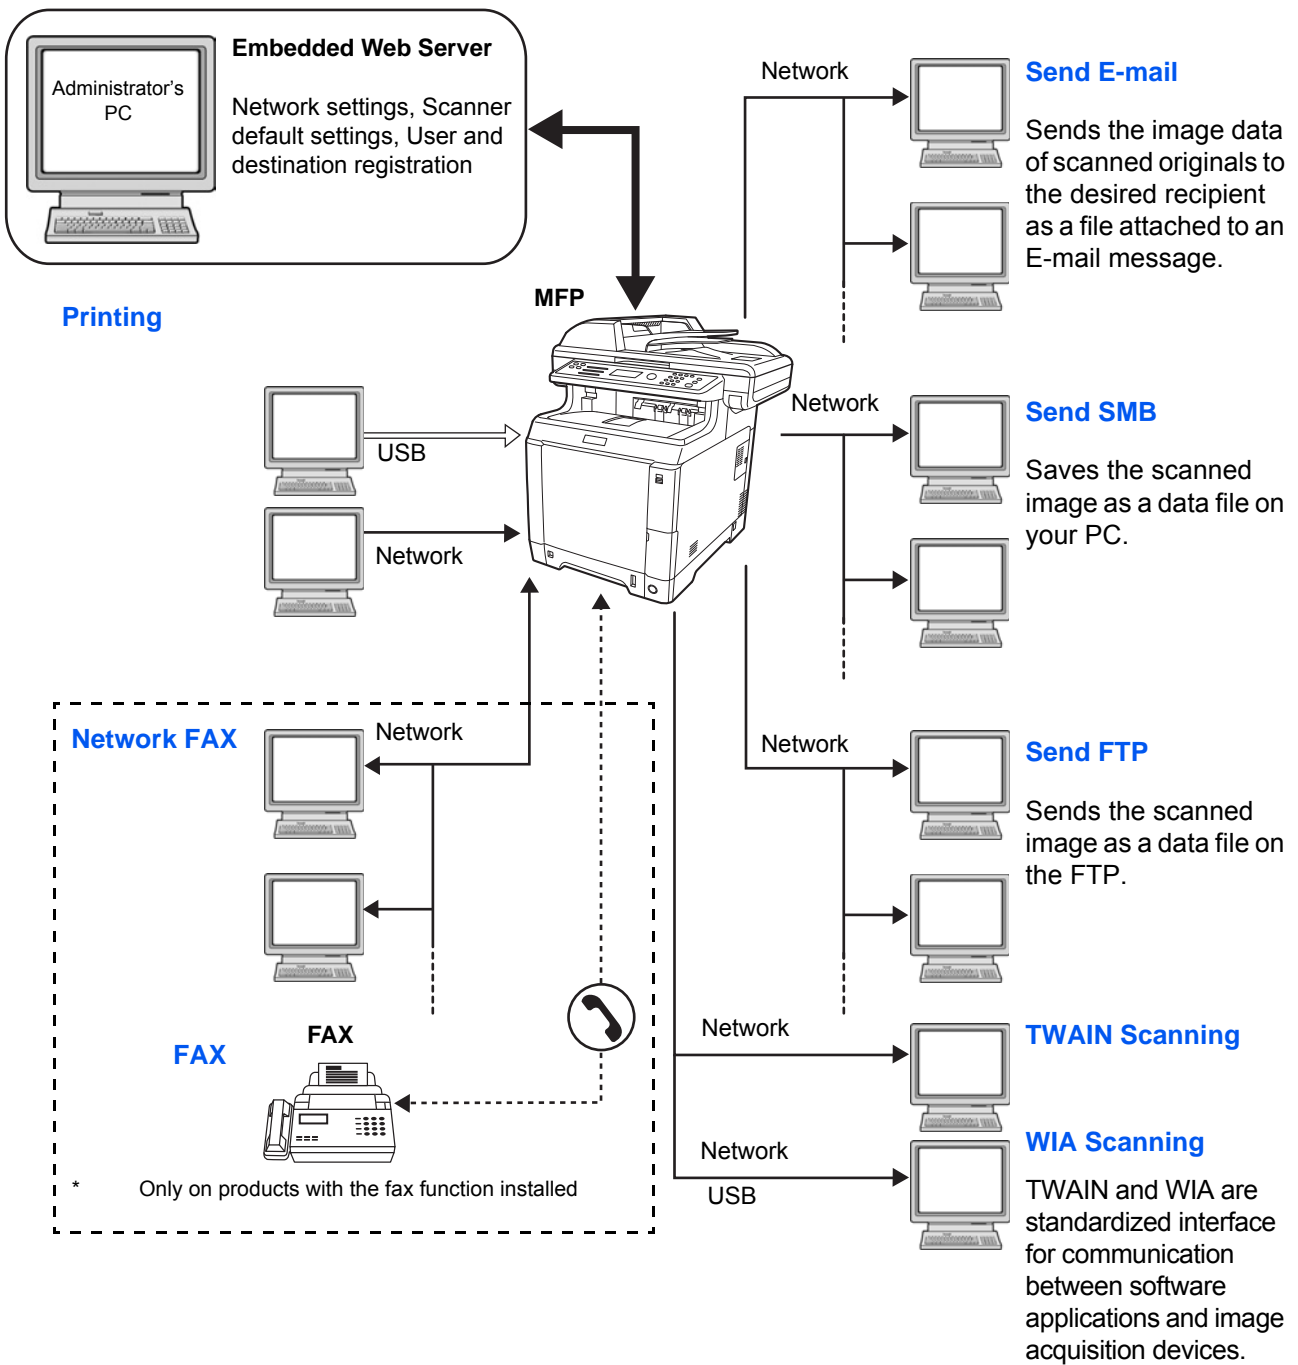 Embedded Web Server
Administrator's
PC
Network settings, Scanner
default settings, User and
destination registration
Printing
MFP
USB
Network
Network
Send E-mail
Sends the image data
of scanned originals to
the desired recipient
as a file attached to an
E-mail message.
Network
Send SMB
Saves the scanned
image as a data file on
your PC.
Network FAX
Network
FAX
FAX
* Only on products with the fax function installed
Network
Send FTP
Sends the scanned
image as a data file on
the FTP.
Network
TWAIN Scanning
Network
USB
WIA Scanning
TWAIN and WIA are
standardized interface
for communication
between software
applications and image
acquisition devices.